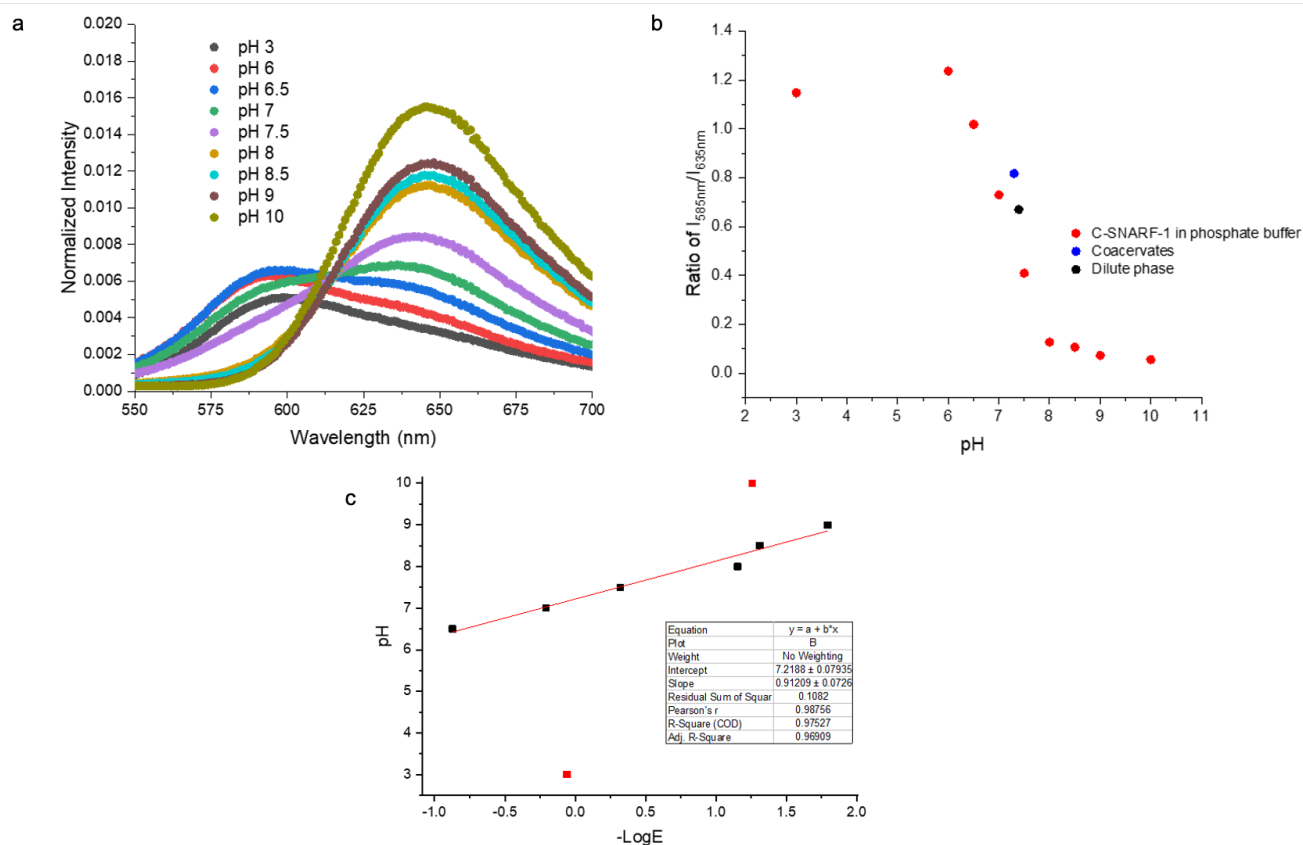 a
0.020
0.018
0.016
0.014
0.012
0.010
0.008
0.006
0.004
0.002
0.000
Normalized Intensity
pH 3
pH 6
pH 6.5
pH 7
pH 7.5
pH 8
pH 8.5
pH 9
pH 10
550 575 600 625 650 675 700
Wavelength (nm)
b
1.4
1.2
1.0
0.8
0.6
0.4
0.2
0.0
Ratio of I585nm/I635nm
C-SNARF-1 in phosphate buffer
Coacervates
Dilute phase
2 3 4 5 6 7 8 9 10 11
pH
c
10
9
8
7
6
5
4
3
pH
Equation y = a + b*x
Plot B
Weight No Weighting
Intercept 7.2188 ± 0.07935
Slope 0.91209 ± 0.0726
Residual Sum of Squar 0.1082
Pearson's r 0.98756
R-Square (COD) 0.97527
Adj. R-Square 0.96909
-1.0 -0.5 0.0 0.5 1.0 1.5 2.0
-LogE